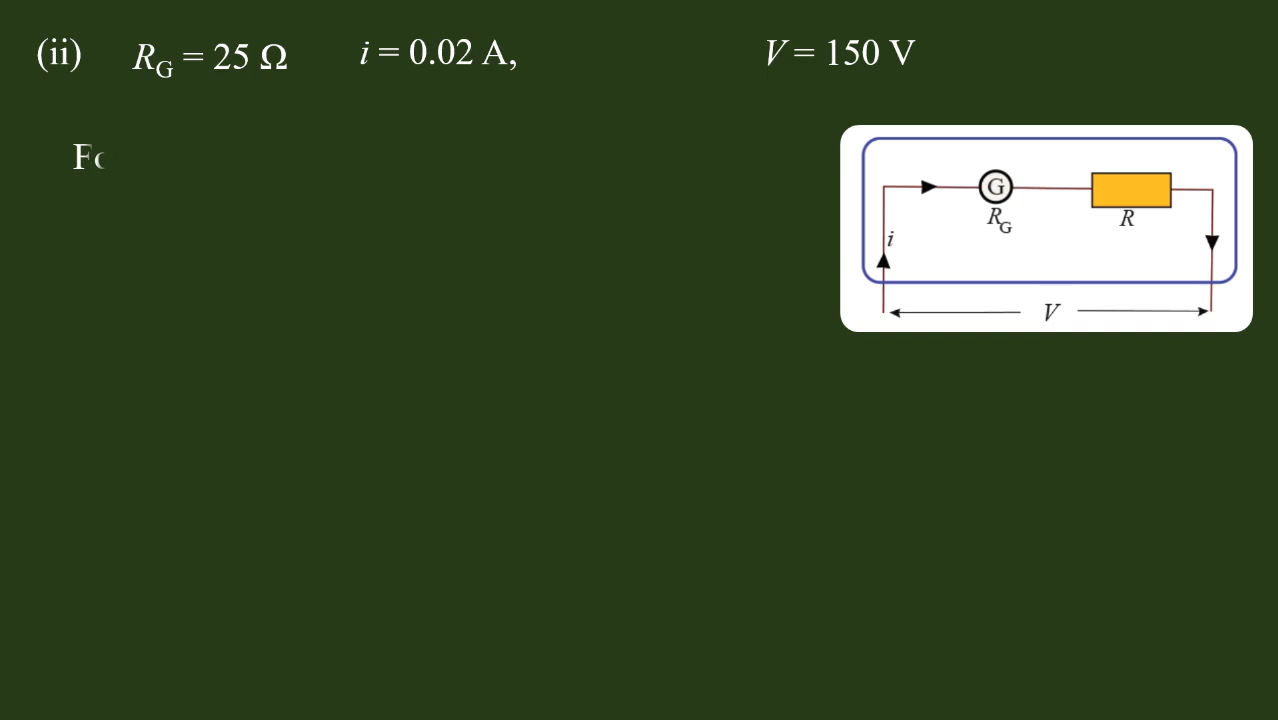 (ii) R_G = 25 Ω i = 0.02 A, V = 150 V
G
R_G
R
i
V